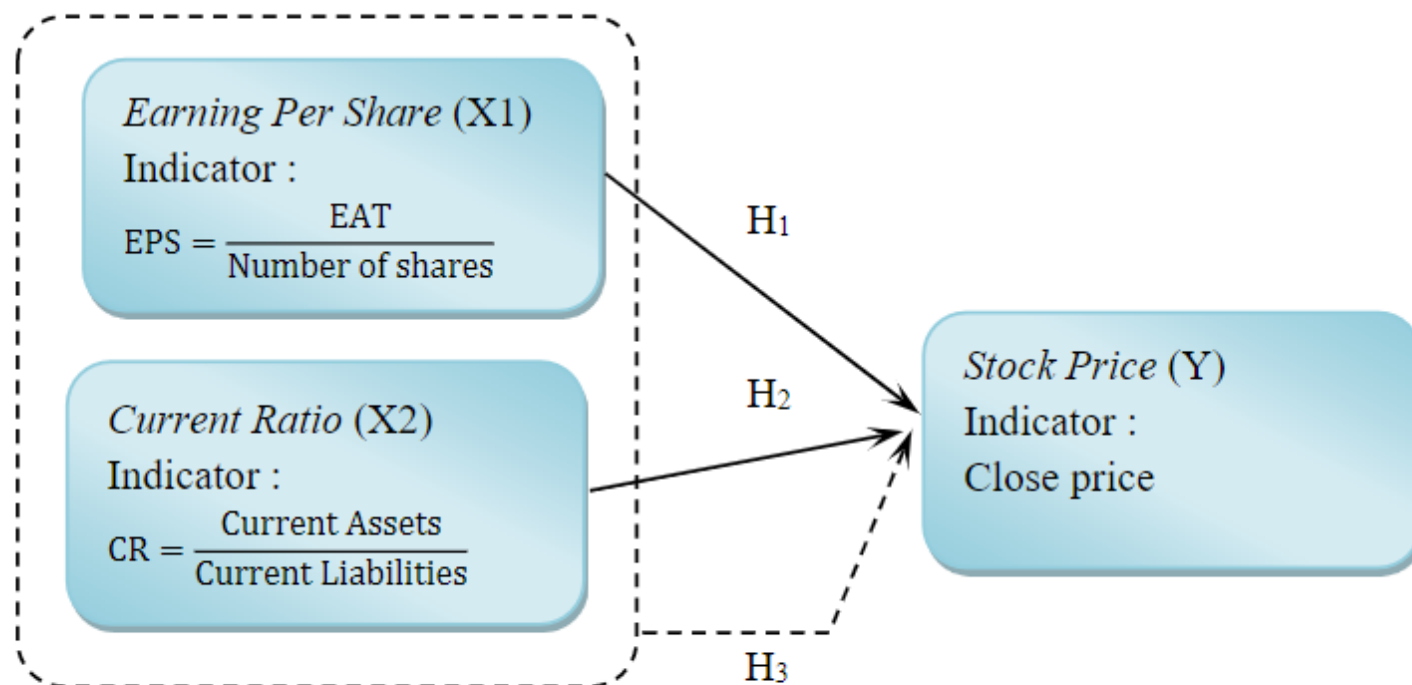 Earning Per Share (X1)
Indicator :
EPS = EAT / Number of shares
H₁
Current Ratio (X2)
Indicator :
CR = Current Assets / Current Liabilities
H₂
Stock Price (Y)
Indicator :
Close price
H₃